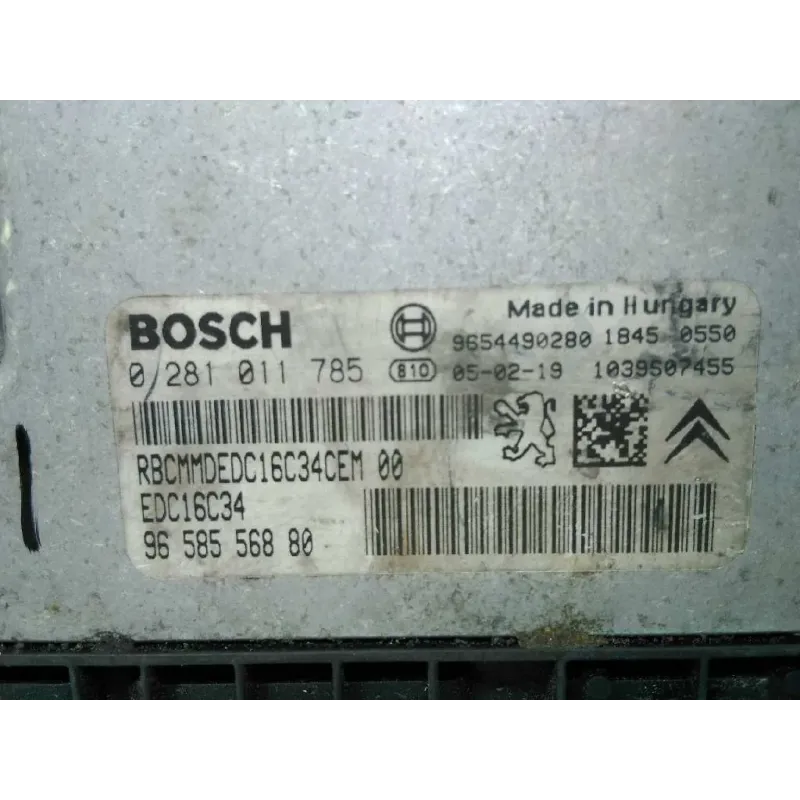 BOSCH
Made in Hungary
9654490280 1845 0550
0 281 011 785
810
05-02-19 1039S07455
RBCMMDEDC16C34CEM 00
EDC16C34
96 585 568 80